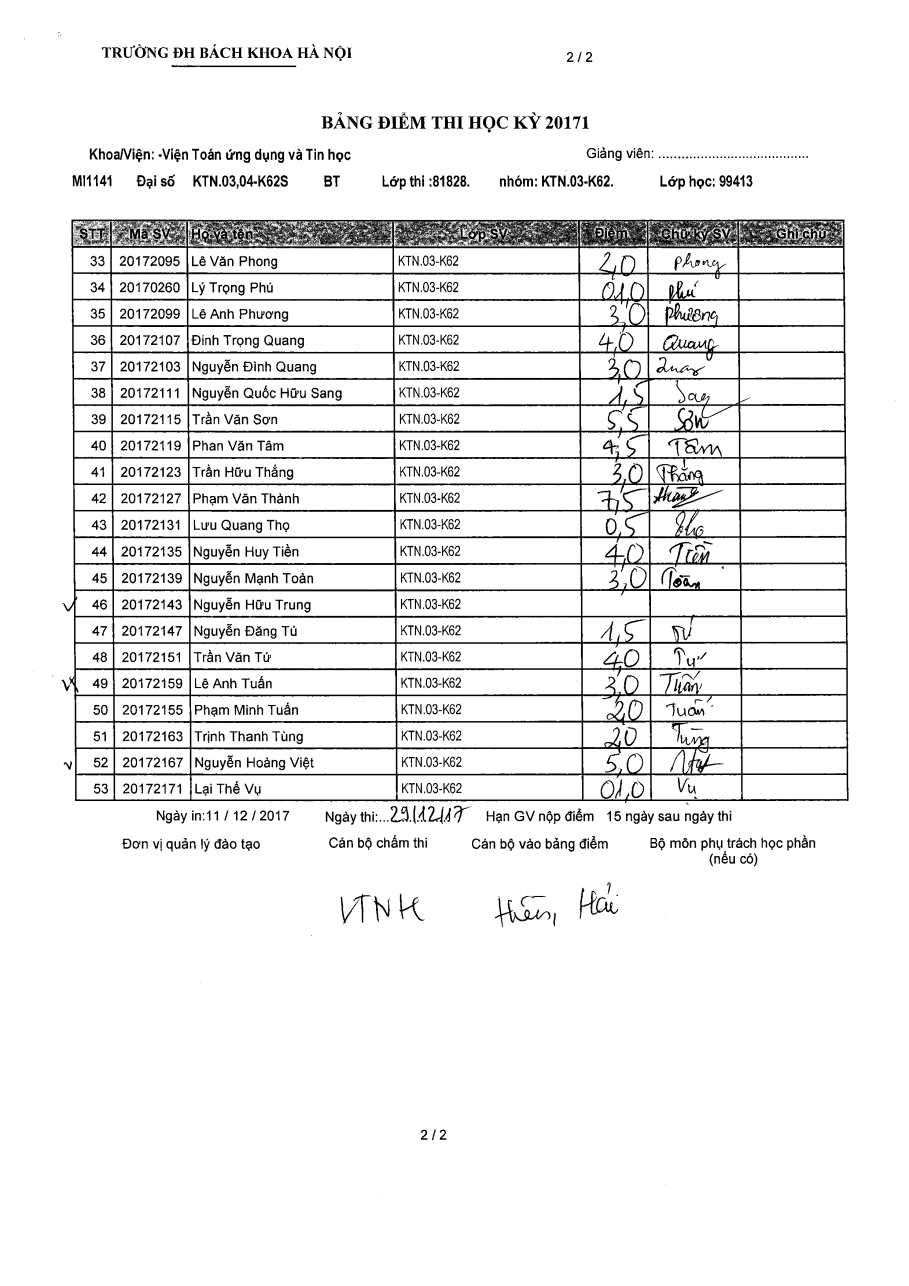 TRƯỜNG ĐH BÁCH KHOA HÀ NỘI 2 / 2
BẢNG ĐIỂM THI HỌC KỲ 20171
Khoa/Viện: -Viện Toán ứng dụng và Tin học Giảng viên: ........................................
MI1141 Đại số KTN.03,04-K62S BT Lớp thi :81828. nhóm: KTN.03-K62. Lớp học: 99413
STT Mã SV Họ và tên Lớp SV Điểm Chữ ký SV Ghi chú
33 20172095 Lê Văn Phong KTN.03-K62 2,0 Phong
34 20170260 Lý Trọng Phú KTN.03-K62 01,0 Phú
35 20172099 Lê Anh Phương KTN.03-K62 3,0 Phương
36 20172107 Đinh Trọng Quang KTN.03-K62 4,0 Quang
37 20172103 Nguyễn Đình Quang KTN.03-K62 3,0 Quang
38 20172111 Nguyễn Quốc Hữu Sang KTN.03-K62 1,5 Sang
39 20172115 Trần Văn Sơn KTN.03-K62 5,5 Sơn
40 20172119 Phan Văn Tâm KTN.03-K62 4,5 Tâm
41 20172123 Trần Hữu Thắng KTN.03-K62 3,0 Thắng
42 20172127 Phạm Văn Thành KTN.03-K62 7,5 Thành
43 20172131 Lưu Quang Thọ KTN.03-K62 0,5 Thọ
44 20172135 Nguyễn Huy Tiền KTN.03-K62 4,0 Tiền
45 20172139 Nguyễn Mạnh Toàn KTN.03-K62 3,0 Toàn
46 20172143 Nguyễn Hữu Trung KTN.03-K62
47 20172147 Nguyễn Đăng Tú KTN.03-K62 1,5 Tú
48 20172151 Trần Văn Tứ KTN.03-K62 4,0 Tứ
49 20172159 Lê Anh Tuấn KTN.03-K62 3,0 Tuấn
50 20172155 Phạm Minh Tuấn KTN.03-K62 2,0 Tuấn
51 20172163 Trịnh Thanh Tùng KTN.03-K62 2,0 Tùng
52 20172167 Nguyễn Hoàng Việt KTN.03-K62 5,0
53 20172171 Lại Thế Vụ KTN.03-K62 01,0 Vụ
Ngày in:11 / 12 / 2017 Ngày thi:...29/12/17 Hạn GV nộp điểm 15 ngày sau ngày thi
Đơn vị quản lý đào tạo Cán bộ chấm thi Cán bộ vào bảng điểm Bộ môn phụ trách học phần
(nếu có)
VTNH Hiền, Hải
2 / 2